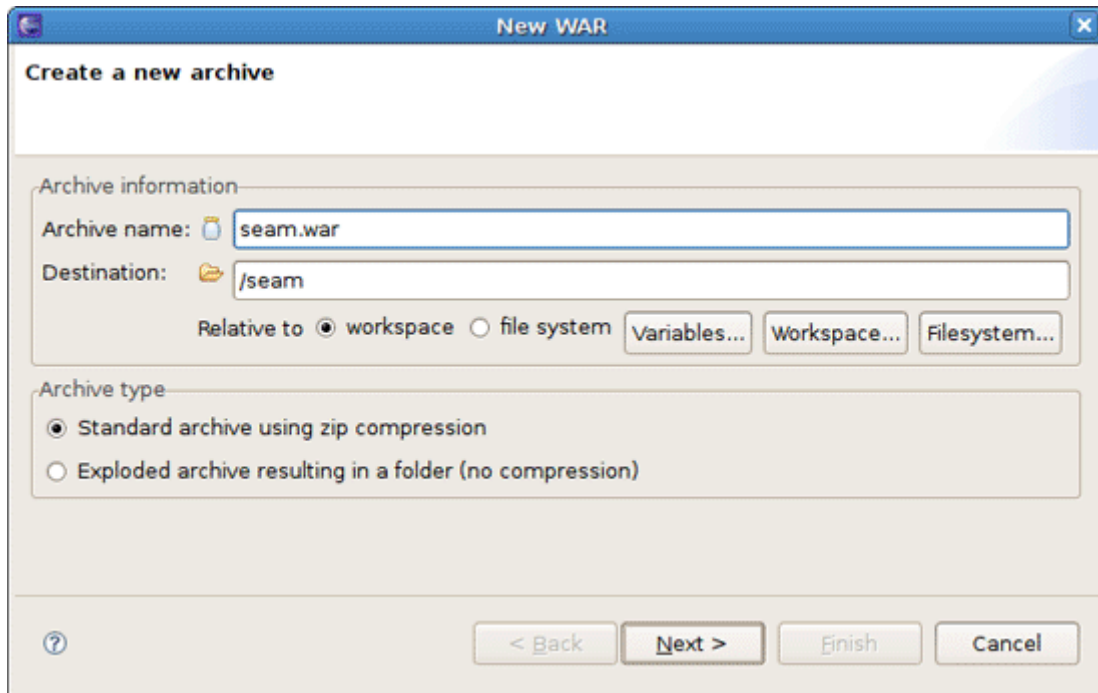 New WAR
Create a new archive
Archive information
Archive name: seam.war
Destination: /seam
Relative to workspace file system Variables... Workspace... Filesystem...
Archive type
Standard archive using zip compression
Exploded archive resulting in a folder (no compression)
? < Back Next > Finish Cancel